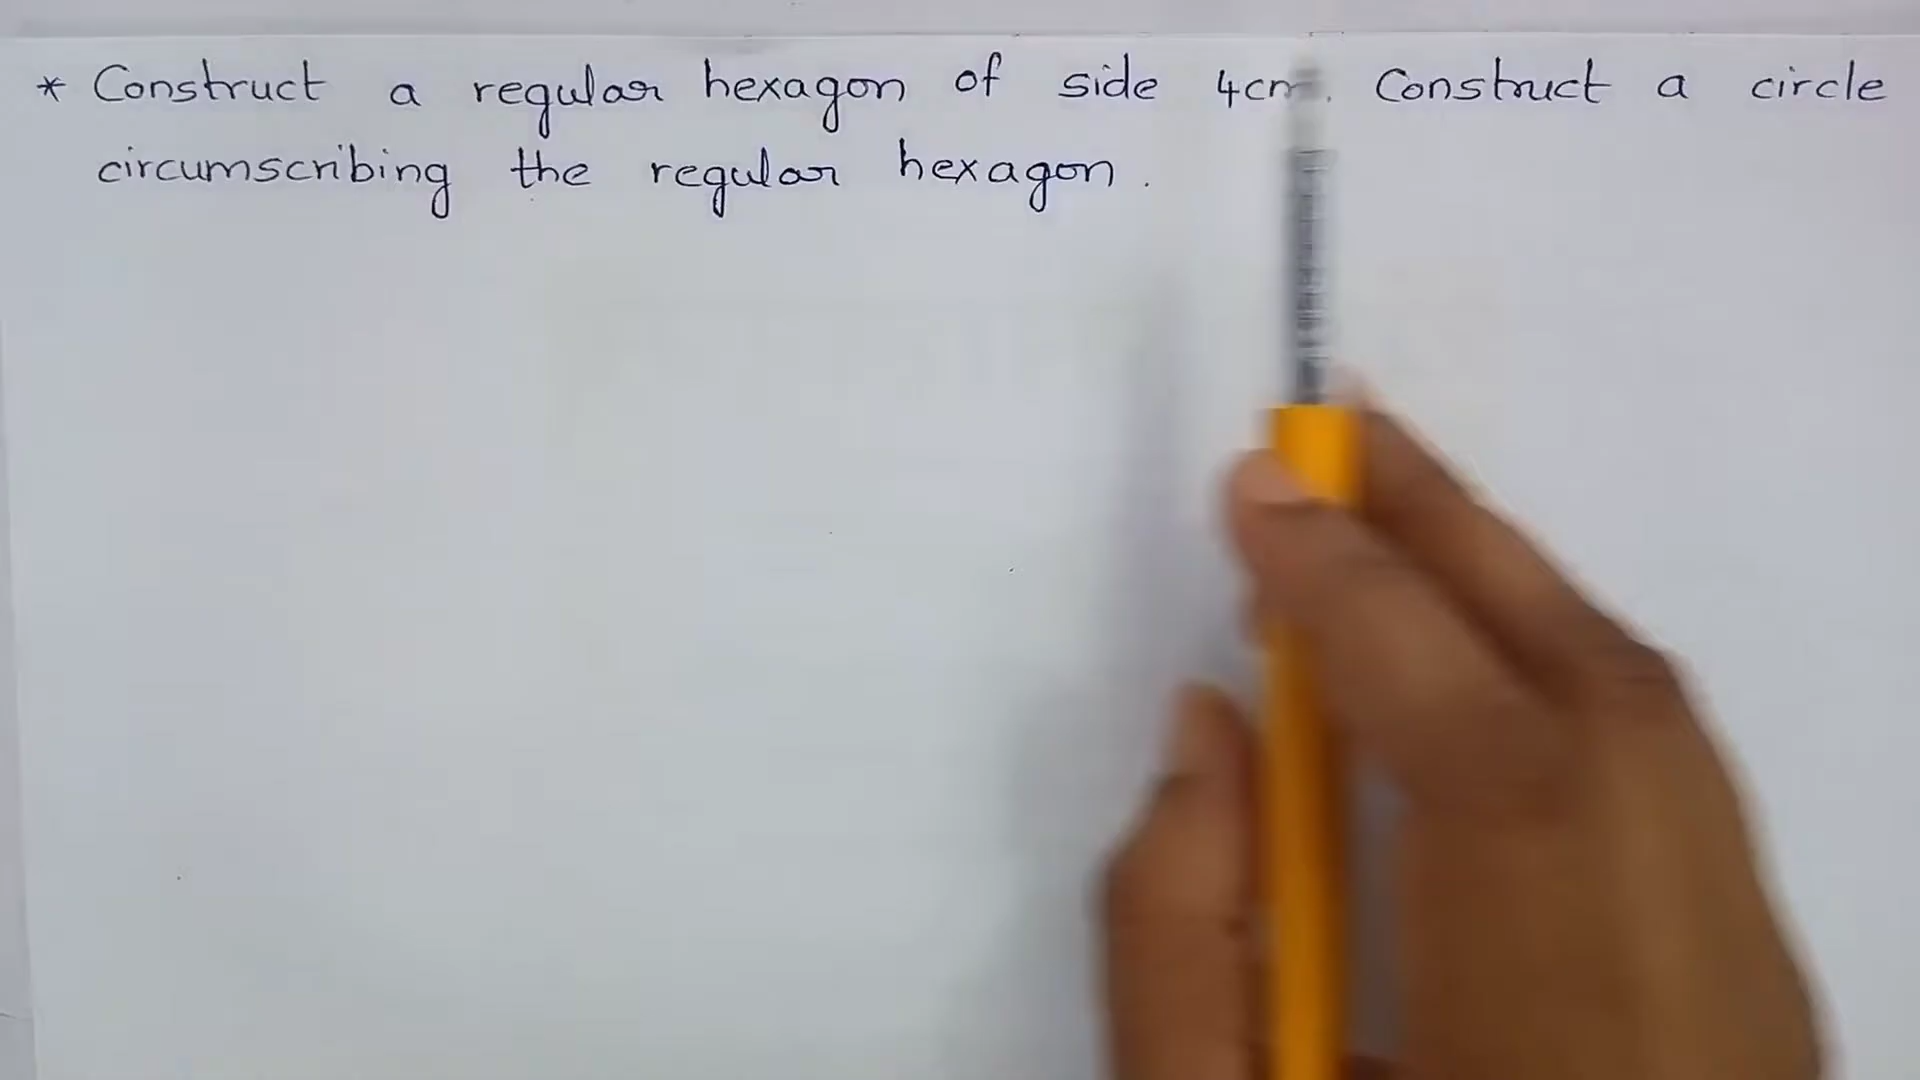 * Construct a regular hexagon of side 4cm. Construct a circle
circumscribing the regular hexagon.